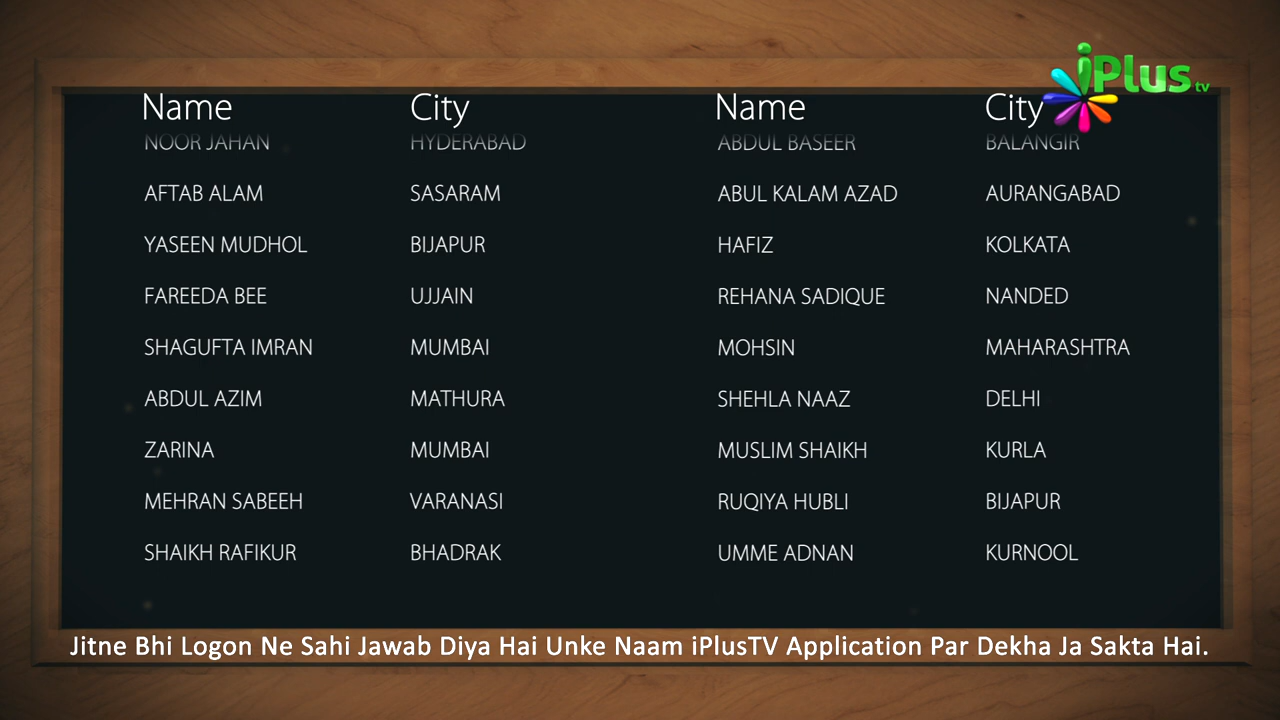 iPlus tv
Name City Name City
NOOR JAHAN HYDERABAD ABDUL BASEER BALANGIR
AFTAB ALAM SASARAM ABUL KALAM AZAD AURANGABAD
YASEEN MUDHOL BIJAPUR HAFIZ KOLKATA
FAREEDA BEE UJJAIN REHANA SADIQUE NANDED
SHAGUFTA IMRAN MUMBAI MOHSIN MAHARASHTRA
ABDUL AZIM MATHURA SHEHLA NAAZ DELHI
ZARINA MUMBAI MUSLIM SHAIKH KURLA
MEHRAN SABEEH VARANASI RUQIYA HUBLI BIJAPUR
SHAIKH RAFIKUR BHADRAK UMME ADNAN KURNOOL
Jitne Bhi Logon Ne Sahi Jawab Diya Hai Unke Naam iPlusTV Application Par Dekha Ja Sakta Hai.